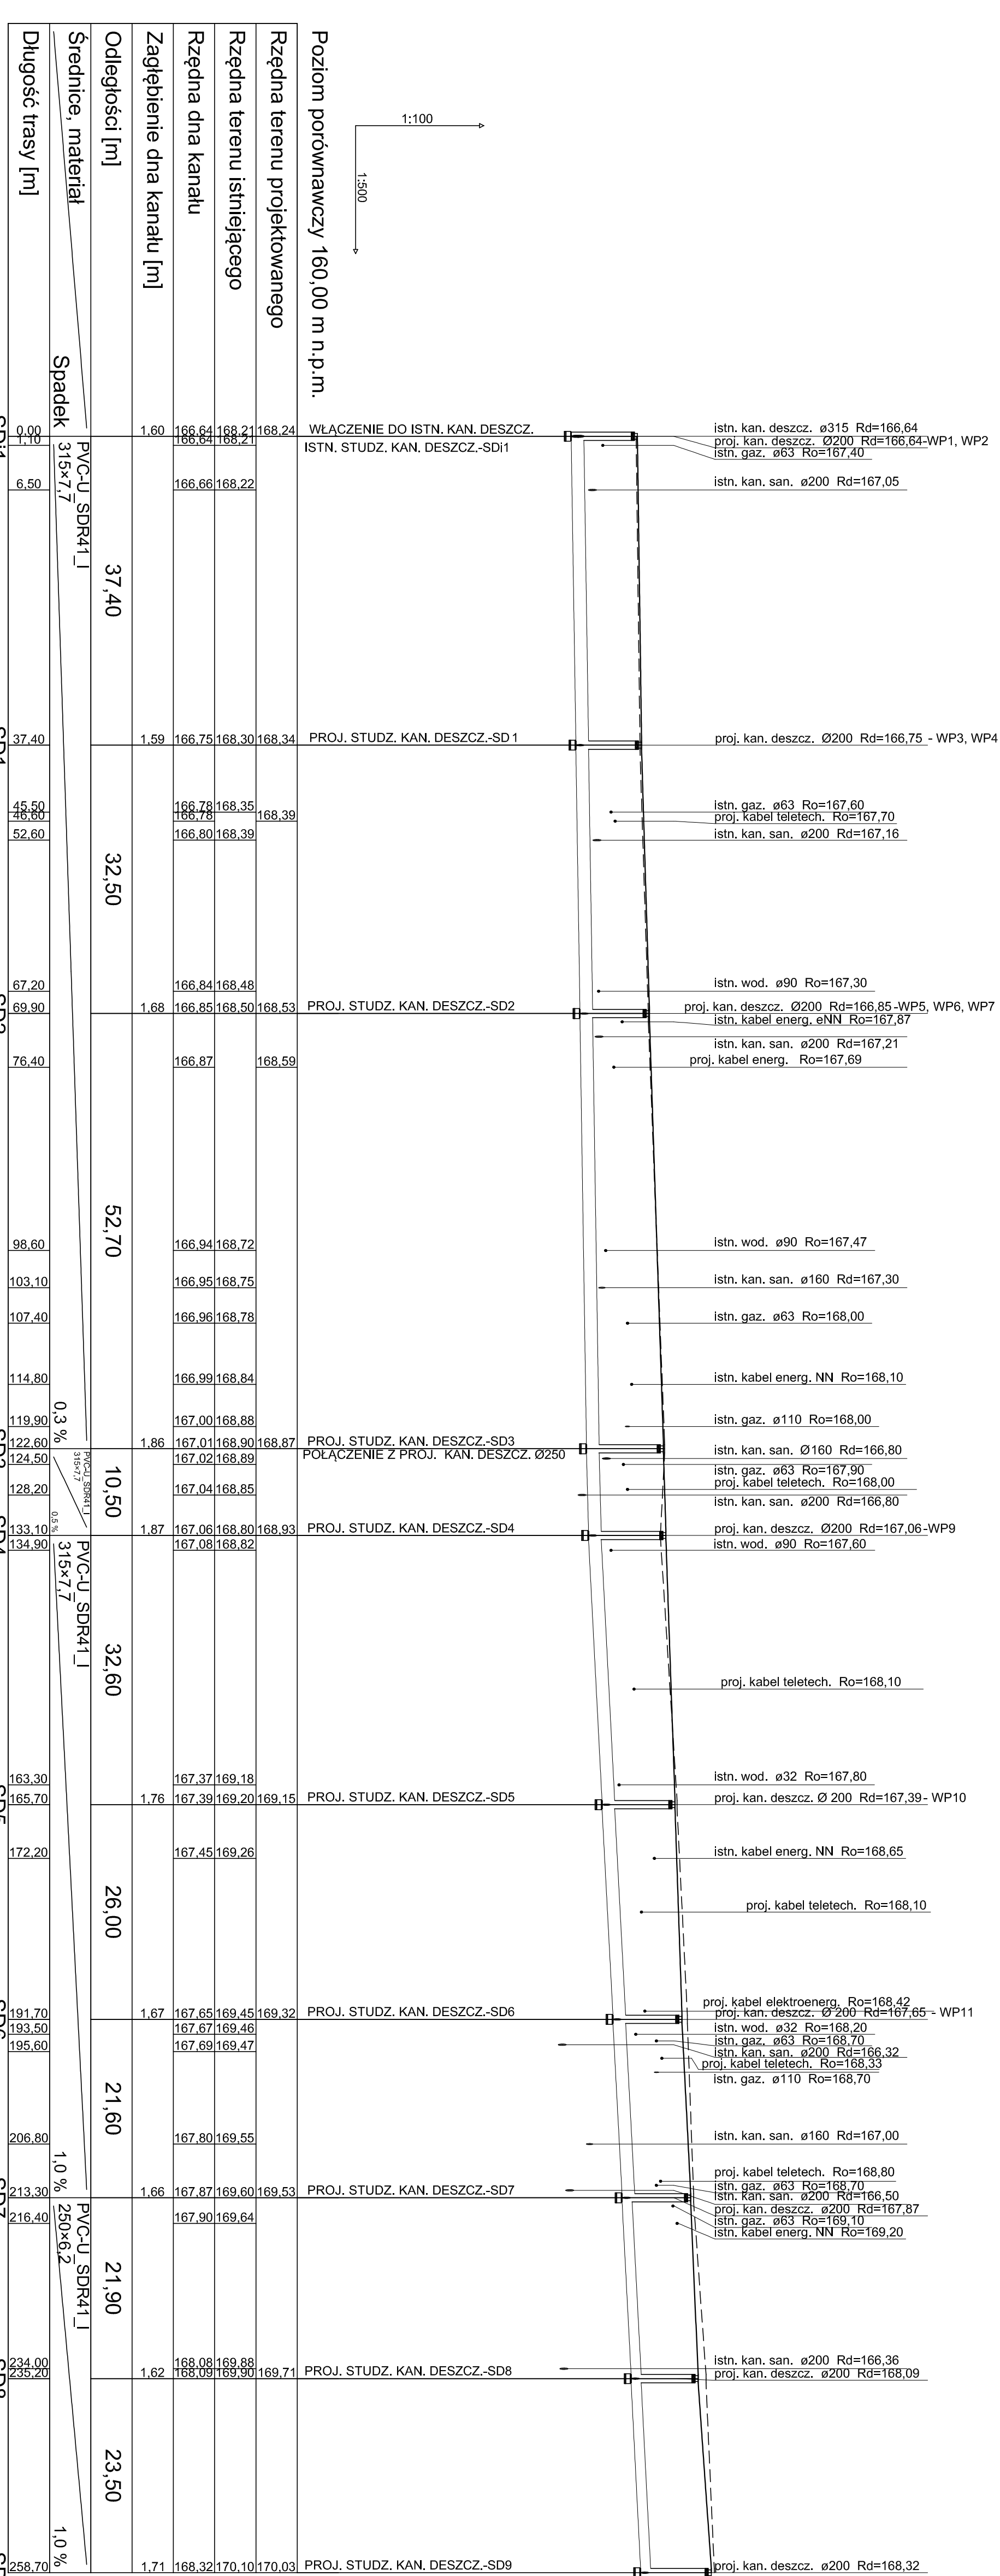 Poziom porównawczy 160,00 m n.p.m.
1:100
1:500
Rzędna terenu projektowanego
168,24
168,34
168,39
168,53
168,59
168,87
168,93
169,15
169,32
169,53
169,71
170,03
Rzędna terenu istniejącego
168,21
168,21
168,22
168,30
168,35
168,39
168,48
168,50
168,72
168,75
168,78
168,84
168,88
168,90
168,89
168,85
168,80
168,82
169,18
169,20
169,26
169,45
169,46
169,47
169,55
169,60
169,64
169,88
169,90
170,10
Rzędna dna kanału
166,64
166,64
166,66
166,75
166,78
166,78
166,80
166,84
166,85
166,87
166,94
166,95
166,96
166,99
167,00
167,01
167,02
167,04
167,06
167,08
167,37
167,39
167,45
167,65
167,67
167,69
167,80
167,87
167,90
168,08
168,09
168,32
Zagłębienie dna kanału [m]
1,60
1,59
1,68
1,86
1,87
1,76
1,67
1,66
1,62
1,71
Odległości [m]
37,40
32,50
52,70
10,50
32,60
26,00
21,60
21,90
23,50
Średnice, materiał
Spadek
PVC-U_SDR41_I
315×7,7
0,3 %
PVC-U_SDR41_I
315×7,7
0,5 %
PVC-U_SDR41_I
315×7,7
1,0 %
PVC-U_SDR41_I
250×6,2
1,0 %
Długość trasy [m]
0,00
1,10
6,50
37,40
45,50
46,60
52,60
67,20
69,90
76,40
98,60
103,10
107,40
114,80
119,90
122,60
124,50
128,20
133,10
134,90
163,30
165,70
172,20
191,70
193,50
195,60
206,80
213,30
216,40
234,00
235,20
258,70
WŁĄCZENIE DO ISTN. KAN. DESZCZ.
ISTN. STUDZ. KAN. DESZCZ.-SDi1
PROJ. STUDZ. KAN. DESZCZ.-SD 1
PROJ. STUDZ. KAN. DESZCZ.-SD2
PROJ. STUDZ. KAN. DESZCZ.-SD3
POŁĄCZENIE Z PROJ. KAN. DESZCZ. Ø250
PROJ. STUDZ. KAN. DESZCZ.-SD4
PROJ. STUDZ. KAN. DESZCZ.-SD5
PROJ. STUDZ. KAN. DESZCZ.-SD6
PROJ. STUDZ. KAN. DESZCZ.-SD7
PROJ. STUDZ. KAN. DESZCZ.-SD8
PROJ. STUDZ. KAN. DESZCZ.-SD9
istn. kan. deszcz. ø315 Rd=166,64
proj. kan. deszcz. Ø200 Rd=166,64-WP1, WP2
istn. gaz. ø63 Ro=167,40
istn. kan. san. ø200 Rd=167,05
proj. kan. deszcz. Ø200 Rd=166,75 - WP3, WP4
istn. gaz. ø63 Ro=167,60
proj. kabel teletech. Ro=167,70
istn. kan. san. ø200 Rd=167,16
istn. wod. ø90 Ro=167,30
proj. kan. deszcz. Ø200 Rd=166,85-WP5, WP6, WP7
istn. kabel energ. eNN Ro=167,87
istn. kan. san. ø200 Rd=167,21
proj. kabel energ. Ro=167,69
istn. wod. ø90 Ro=167,47
istn. kan. san. ø160 Rd=167,30
istn. gaz. ø63 Ro=168,00
istn. kabel energ. NN Ro=168,10
istn. gaz. ø110 Ro=168,00
istn. kan. san. Ø160 Rd=166,80
istn. gaz. ø63 Ro=167,90
proj. kabel teletech. Ro=168,00
istn. kan. san. ø200 Rd=166,80
proj. kan. deszcz. Ø200 Rd=167,06-WP9
istn. wod. ø90 Ro=167,60
proj. kabel teletech. Ro=168,10
istn. wod. ø32 Ro=167,80
proj. kan. deszcz. Ø 200 Rd=167,39- WP10
istn. kabel energ. NN Ro=168,65
proj. kabel teletech. Ro=168,10
proj. kabel elektroenerg. Ro=168,42
proj. kan. deszcz. Ø 200 Rd=167,65 - WP11
istn. wod. ø32 Ro=168,20
istn. gaz. ø63 Ro=168,70
istn. kan. san. ø200 Rd=166,32
proj. kabel teletech. Ro=168,33
istn. gaz. ø110 Ro=168,70
istn. kan. san. ø160 Rd=167,00
proj. kabel teletech. Ro=168,80
istn. gaz. ø63 Ro=168,70
istn. kan. san. ø200 Rd=166,50
proj. kan. deszcz. ø200 Rd=167,87
istn. gaz. ø63 Ro=169,10
istn. kabel energ. NN Ro=169,20
istn. kan. san. ø200 Rd=166,36
proj. kan. deszcz. ø200 Rd=168,09
proj. kan. deszcz. ø200 Rd=168,32